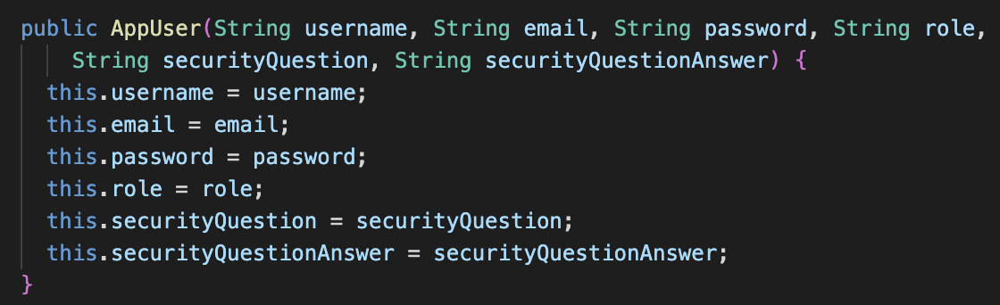 public AppUser(String username, String email, String password, String role,
String securityQuestion, String securityQuestionAnswer) {
this.username = username;
this.email = email;
this.password = password;
this.role = role;
this.securityQuestion = securityQuestion;
this.securityQuestionAnswer = securityQuestionAnswer;
}